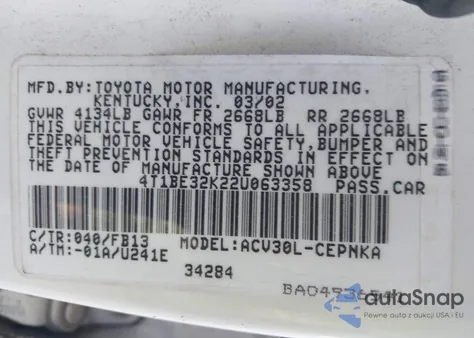 MFD.BY:TOYOTA MOTOR MANUFACTURING,
KENTUCKY,INC. 03/02
GVWR 4134LB GAWR FR 2668LB RR 2668LB
THIS VEHICLE CONFORMS TO ALL APPLICABLE
FEDERAL MOTOR VEHICLE SAFETY,BUMPER AND
THEFT PREVENTION STANDARDS IN EFFECT ON
THE DATE OF MANUFACTURE SHOWN ABOVE
4T1BE32K22U063358 PASS.CAR
C/TR:040/FB13 MODEL:ACV30L-CEPNKA
A/TM:-01A/U241E
34284
autoSnap
Pewne auto z USA i EU